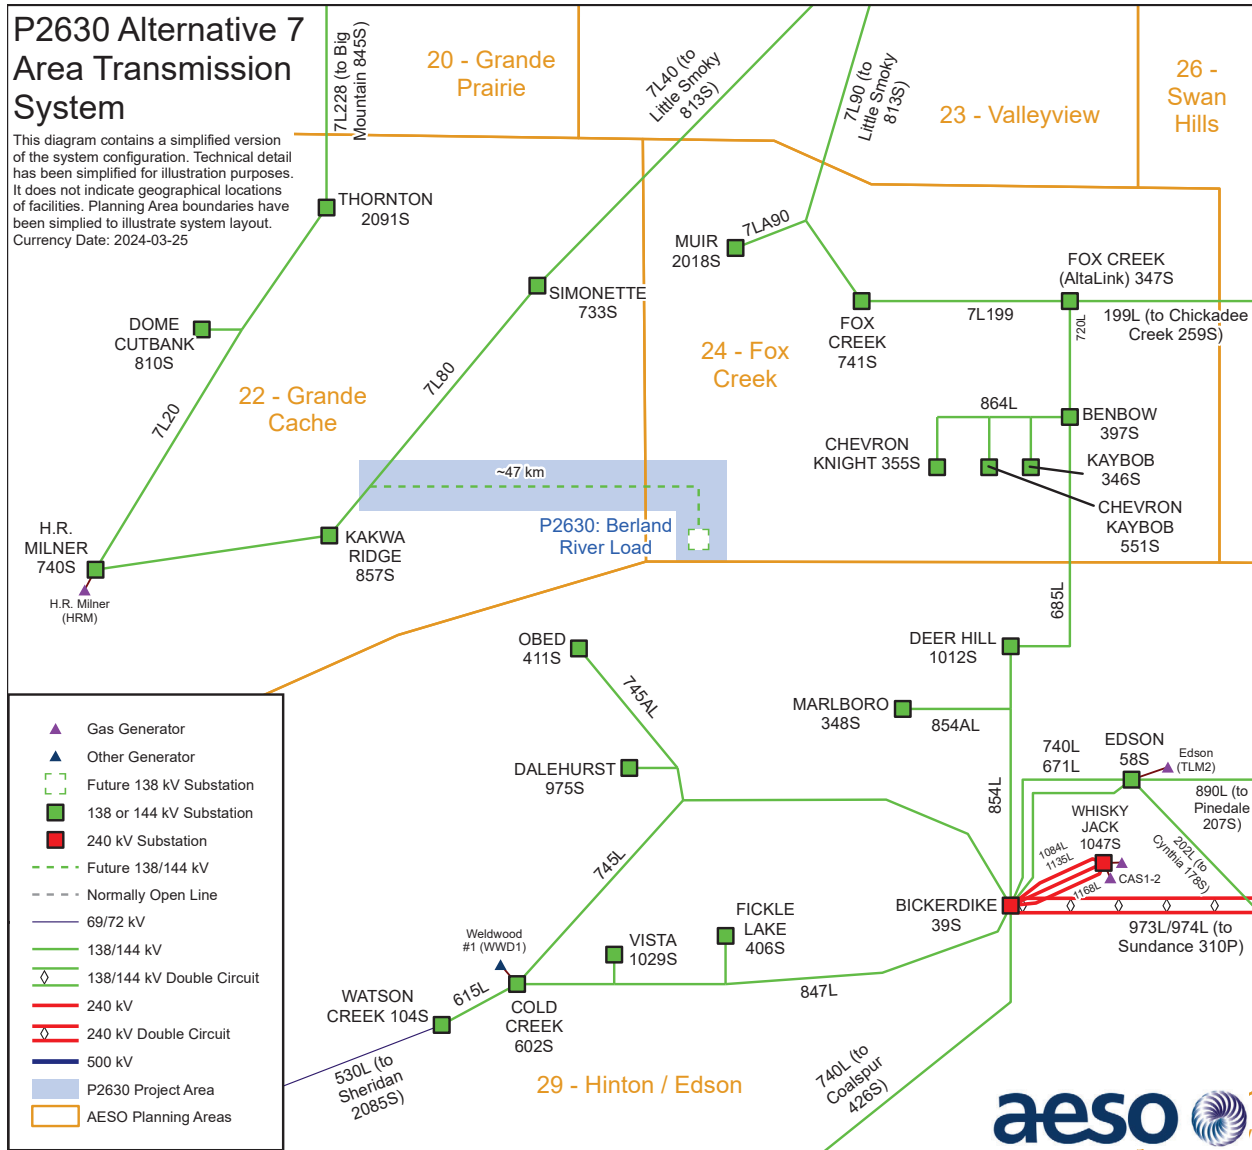 P2630 Alternative 7
Area Transmission
System
This diagram contains a simplified version
of the system configuration. Technical detail
has been simplified for illustration purposes.
It does not indicate geographical locations
of facilities. Planning Area boundaries have
been simplied to illustrate system layout.
Currency Date: 2024-03-25
7L228 (to Big
Mountain 845S)
20 - Grande
Prairie
7L40 (to
Little Smoky
813S)
7L90 (to
Little Smoky
813S)
23 - Valleyview
26 -
Swan
Hills
THORNTON
2091S
7LA90
MUIR
2018S
FOX CREEK
(AltaLink) 347S
SIMONETTE
733S
DOME
CUTBANK
810S
7L199
720L
199L (to Chickadee
Creek 259S)
FOX
CREEK
741S
24 - Fox
Creek
7L80
7L20
22 - Grande
Cache
864L
BENBOW
397S
CHEVRON
KNIGHT 355S
KAYBOB
346S
CHEVRON
KAYBOB
551S
~47 km
P2630: Berland
River Load
H.R.
MILNER
740S
KAKWA
RIDGE
857S
H.R. Milner
(HRM)
685L
OBED
411S
DEER HILL
1012S
745AL
MARLBORO
348S
854AL
DALEHURST
975S
854L
740L
671L
EDSON
58S
Edson
(TLM2)
890L (to
Pinedale
207S)
WHISKY
JACK
1047S
202L (to
Cynthia 178S)
1084L
1135L
1168L
CAS1-2
745L
BICKERDIKE
39S
973L/974L (to
Sundance 310P)
FICKLE
LAKE
406S
VISTA
1029S
Weldwood
#1 (WWD1)
847L
615L
WATSON
CREEK 104S
COLD
CREEK
602S
530L (to
Sheridan
2085S)
740L (to
Coalspur
426S)
29 - Hinton / Edson
Gas Generator
Other Generator
Future 138 kV Substation
138 or 144 kV Substation
240 kV Substation
Future 138/144 kV
Normally Open Line
69/72 kV
138/144 kV
138/144 kV Double Circuit
240 kV
240 kV Double Circuit
500 kV
P2630 Project Area
AESO Planning Areas
aeso